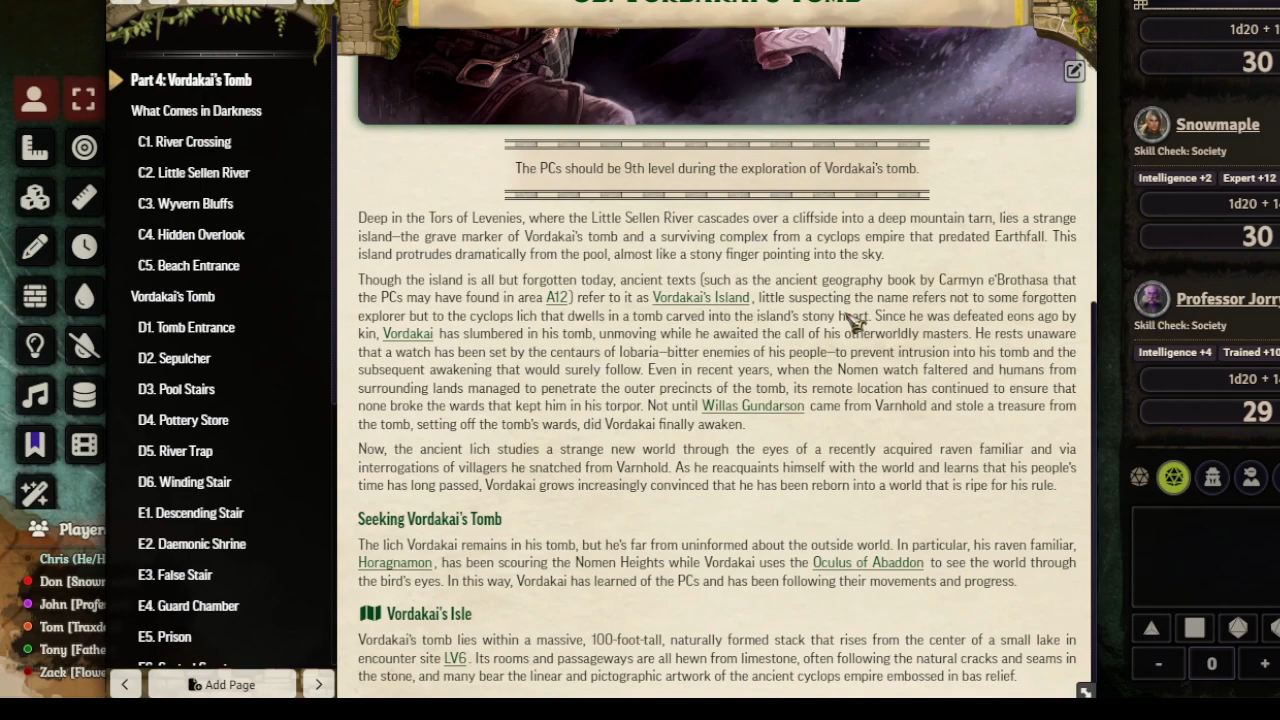 Part 4: Vordakai's Tomb
What Comes in Darkness
C1. River Crossing
C2. Little Sellen River
C3. Wyvern Bluffs
C4. Hidden Overlook
C5. Beach Entrance
Vordakai's Tomb
D1. Tomb Entrance
D2. Sepulcher
D3. Pool Stairs
D4. Pottery Store
D5. River Trap
D6. Winding Stair
E1. Descending Stair
E2. Daemonic Shrine
E3. False Stair
E4. Guard Chamber
E5. Prison
Add Page
Player
Chris (He/H
Don [Snow
John [Profe
Tom [Traxd
Tony [Fathe
Zack [Flow
The PCs should be 9th level during the exploration of Vordakai's tomb.
Deep in the Tors of Levenies, where the Little Sellen River cascades over a cliffside into a deep mountain tarn, lies a strange
island—the grave marker of Vordakai's tomb and a surviving complex from a cyclops empire that predated Earthfall. This
island protrudes dramatically from the pool, almost like a stony finger pointing into the sky.
Though the island is all but forgotten today, ancient texts (such as the ancient geography book by Carmyn e'Brothasa that
the PCs may have found in area A12) refer to it as Vordakai's Island, little suspecting the name refers not to some forgotten
explorer but to the cyclops lich that dwells in a tomb carved into the island's stony heart. Since he was defeated eons ago by
kin, Vordakai has slumbered in his tomb, unmoving while he awaited the call of his otherworldly masters. He rests unaware
that a watch has been set by the centaurs of Iobaria—bitter enemies of his people—to prevent intrusion into his tomb and the
subsequent awakening that would surely follow. Even in recent years, when the Nomen watch faltered and humans from
surrounding lands managed to penetrate the outer precincts of the tomb, its remote location has continued to ensure that
none broke the wards that kept him in his torpor. Not until Willas Gundarson came from Varnhold and stole a treasure from
the tomb, setting off the tomb's wards, did Vordakai finally awaken.
Now, the ancient lich studies a strange new world through the eyes of a recently acquired raven familiar and via
interrogations of villagers he snatched from Varnhold. As he reacquaints himself with the world and learns that his people's
time has long passed, Vordakai grows increasingly convinced that he has been reborn into a world that is ripe for his rule.
Seeking Vordakai's Tomb
The lich Vordakai remains in his tomb, but he's far from uninformed about the outside world. In particular, his raven familiar,
Horagnamon, has been scouring the Nomen Heights while Vordakai uses the Oculus of Abaddon to see the world through
the bird's eyes. In this way, Vordakai has learned of the PCs and has been following their movements and progress.
Vordakai's Isle
Vordakai's tomb lies within a massive, 100-foot-tall, naturally formed stack that rises from the center of a small lake in
encounter site LV6. Its rooms and passageways are all hewn from limestone, often following the natural cracks and seams in
the stone, and many bear the linear and pictographic artwork of the ancient cyclops empire embossed in bas relief.
1d20 + 1
30
Snowmaple
Skill Check: Society
Intelligence +2 Expert +12
1d20 + 1
30
Professor Jorr
Skill Check: Society
Intelligence +4 Trained +10
1d20 + 1
29
- 0 +